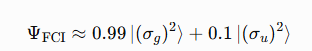 Ψ_FCI ≈ 0.99 |(σ_g)²⟩ + 0.1 |(σ_u)²⟩